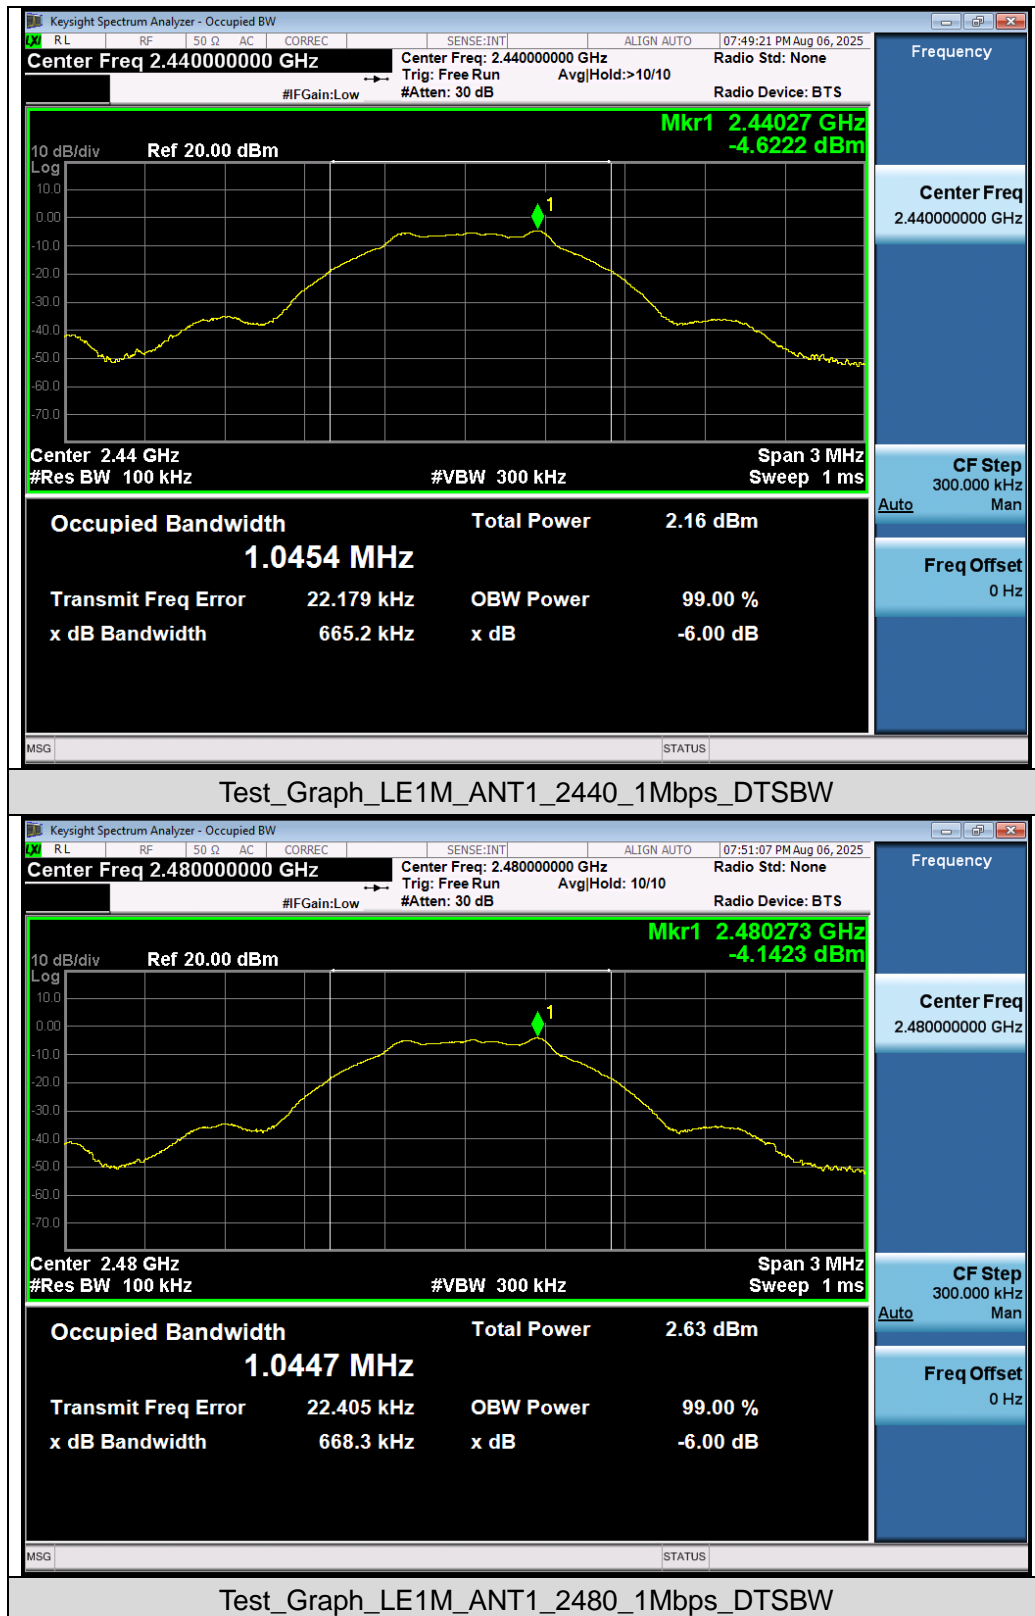 Keysight Spectrum Analyzer - Occupied BW
LXI RL RF 50 Ω AC CORREC SENSE:INT ALIGN AUTO 07:49:21 PM Aug 06, 2025
Center Freq 2.440000000 GHz
Center Freq: 2.440000000 GHz
Radio Std: None
Trig: Free Run Avg|Hold:>10/10
#IFGain:Low
#Atten: 30 dB
Radio Device: BTS
Frequency
Mkr1 2.44027 GHz
-4.6222 dBm
10 dB/div Ref 20.00 dBm
Log
10.0
0.00
-10.0
-20.0
-30.0
-40.0
-50.0
-60.0
-70.0
1
Center Freq
2.440000000 GHz
Center 2.44 GHz
Span 3 MHz
#Res BW 100 kHz
#VBW 300 kHz
Sweep 1 ms
CF Step
300.000 kHz
Auto Man
Freq Offset
0 Hz
Occupied Bandwidth
1.0454 MHz
Total Power 2.16 dBm
Transmit Freq Error 22.179 kHz
OBW Power 99.00 %
x dB Bandwidth 665.2 kHz
x dB -6.00 dB
MSG STATUS
Test_Graph_LE1M_ANT1_2440_1Mbps_DTSBW
Keysight Spectrum Analyzer - Occupied BW
LXI RL RF 50 Ω AC CORREC SENSE:INT ALIGN AUTO 07:51:07 PM Aug 06, 2025
Center Freq 2.480000000 GHz
Center Freq: 2.480000000 GHz
Radio Std: None
Trig: Free Run Avg|Hold: 10/10
#IFGain:Low
#Atten: 30 dB
Radio Device: BTS
Frequency
Mkr1 2.480273 GHz
-4.1423 dBm
10 dB/div Ref 20.00 dBm
Log
10.0
0.00
-10.0
-20.0
-30.0
-40.0
-50.0
-60.0
-70.0
1
Center Freq
2.480000000 GHz
Center 2.48 GHz
Span 3 MHz
#Res BW 100 kHz
#VBW 300 kHz
Sweep 1 ms
CF Step
300.000 kHz
Auto Man
Freq Offset
0 Hz
Occupied Bandwidth
1.0447 MHz
Total Power 2.63 dBm
Transmit Freq Error 22.405 kHz
OBW Power 99.00 %
x dB Bandwidth 668.3 kHz
x dB -6.00 dB
MSG STATUS
Test_Graph_LE1M_ANT1_2480_1Mbps_DTSBW